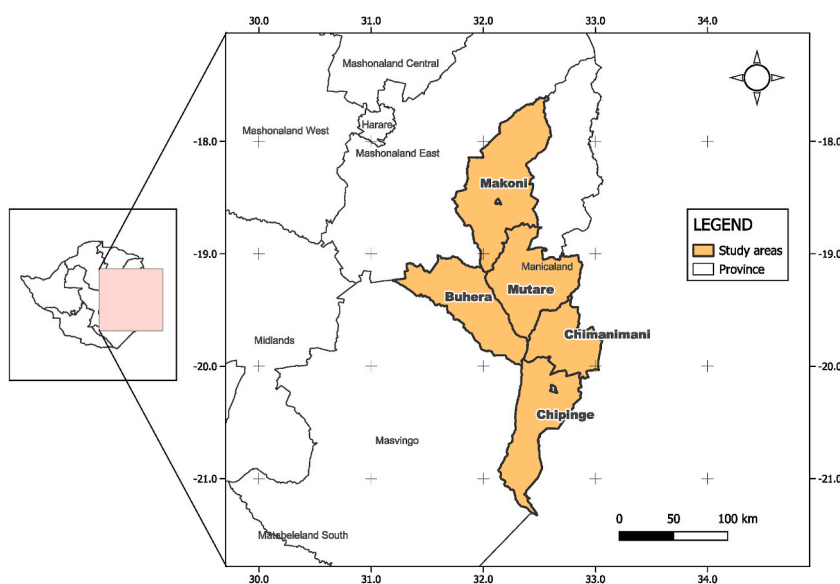 30.0 31.0 32.0 33.0 34.0
Mashonaland Central
Harare
Mashonaland West
Mashonaland East
-18.0 -18.0
Makoni
LEGEND
Study areas
Province
-19.0 -19.0
Manicaland
Mutare
Buhera
Chimanimani
Midlands
-20.0 -20.0
Chipinge
Masvingo
-21.0 -21.0
0 50 100 km
Matabeleland South
30.0 31.0 32.0 33.0 34.0